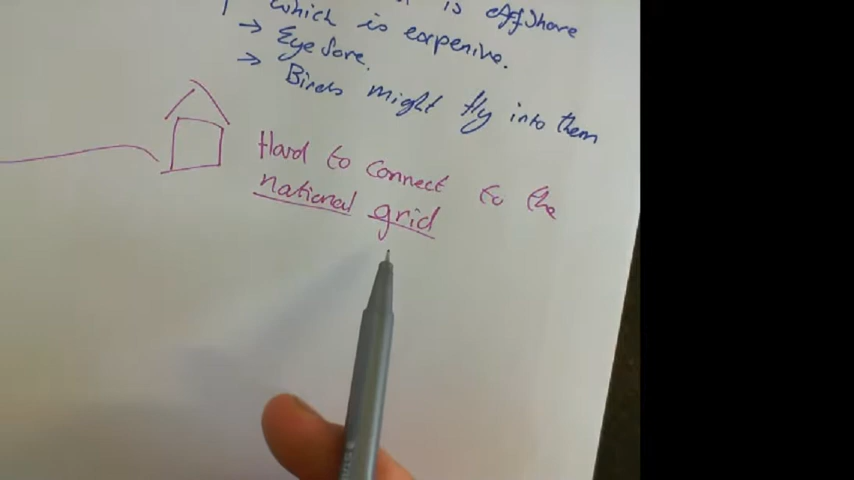 is offshore
which is expensive.
→ Eye Sore.
→ Birds might fly into them
Hard to connect to the
national grid